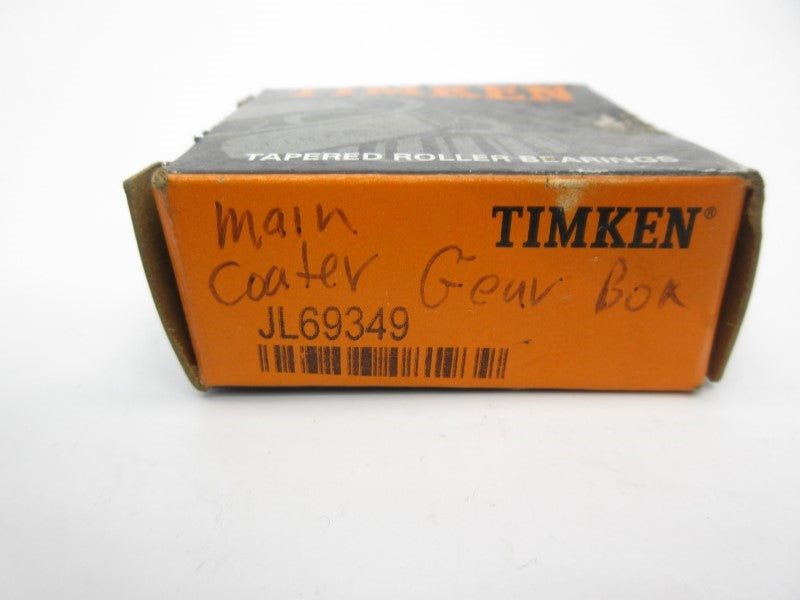 TIMKEN
TAPERED ROLLER BEARINGS
main TIMKEN®
coater Gear Box
JL69349